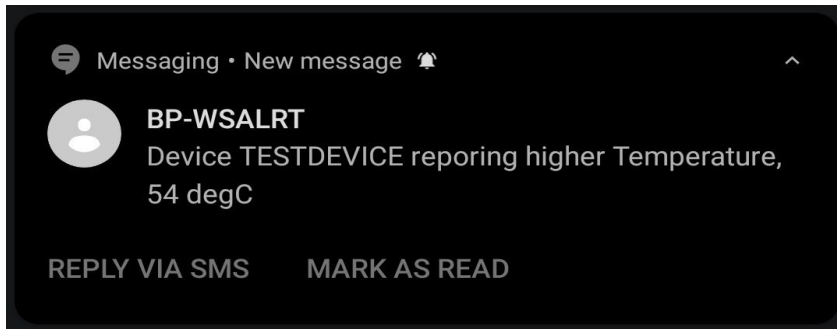 Messaging • New message
BP-WSALRT
Device TESTDEVICE reporing higher Temperature,
54 degC
REPLY VIA SMS MARK AS READ